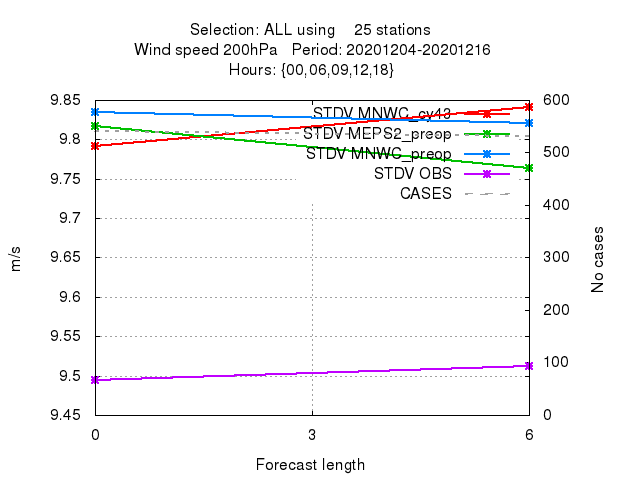 Selection: ALL using 25 stations
Wind speed 200hPa Period: 20201204-20201216
Hours: {00,06,09,12,18}
9.85
9.8
9.75
9.7
9.65
9.6
9.55
9.5
9.45
600
500
400
300
200
100
0
STDV MNWC_cy43
STDV MEPS2_preop
STDV MNWC_preop
STDV OBS
CASES
m/s
No cases
0 3 6
Forecast length